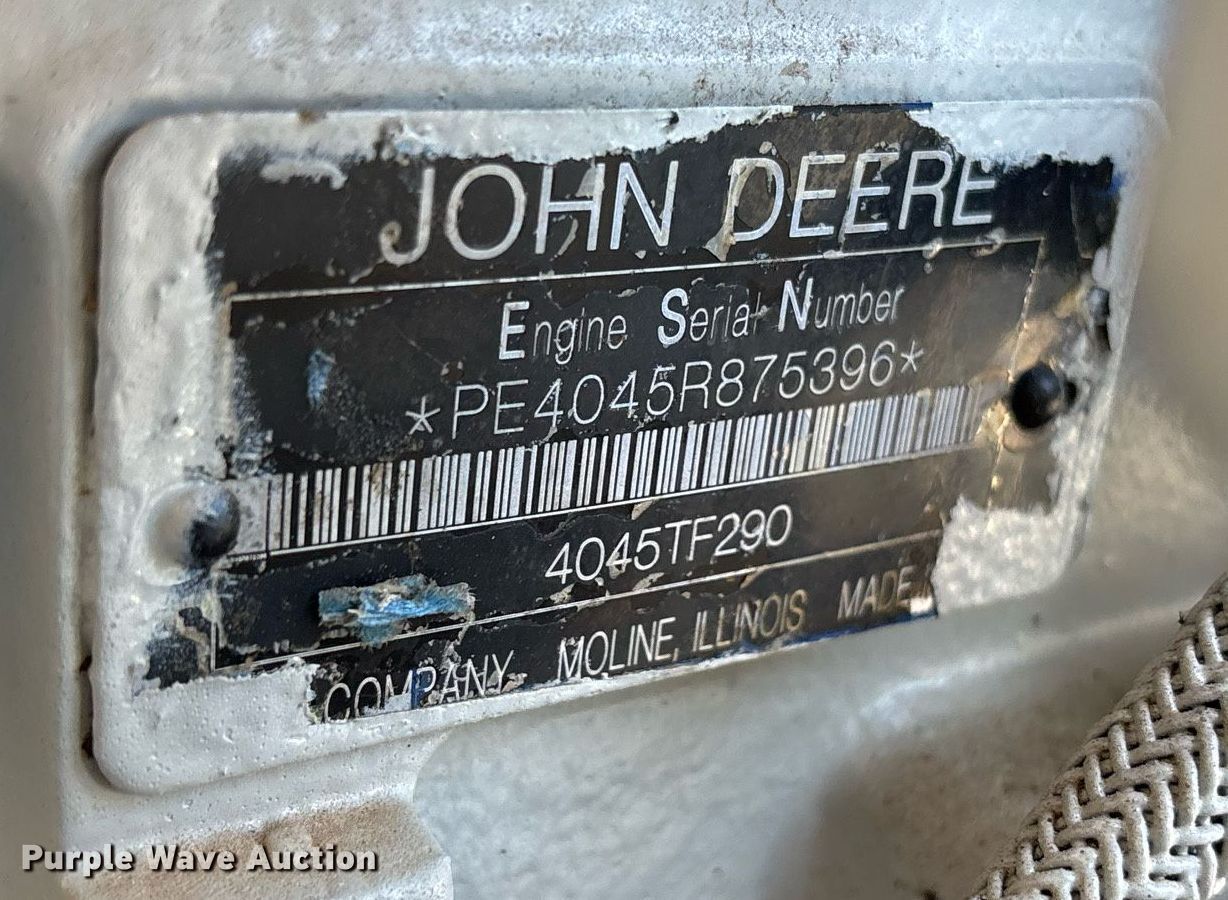 JOHN DEERE
Engine Serial Number
*PE4045R875396*
4045TF290
COMPANY MOLINE, ILLINOIS MADE
Purple Wave Auction